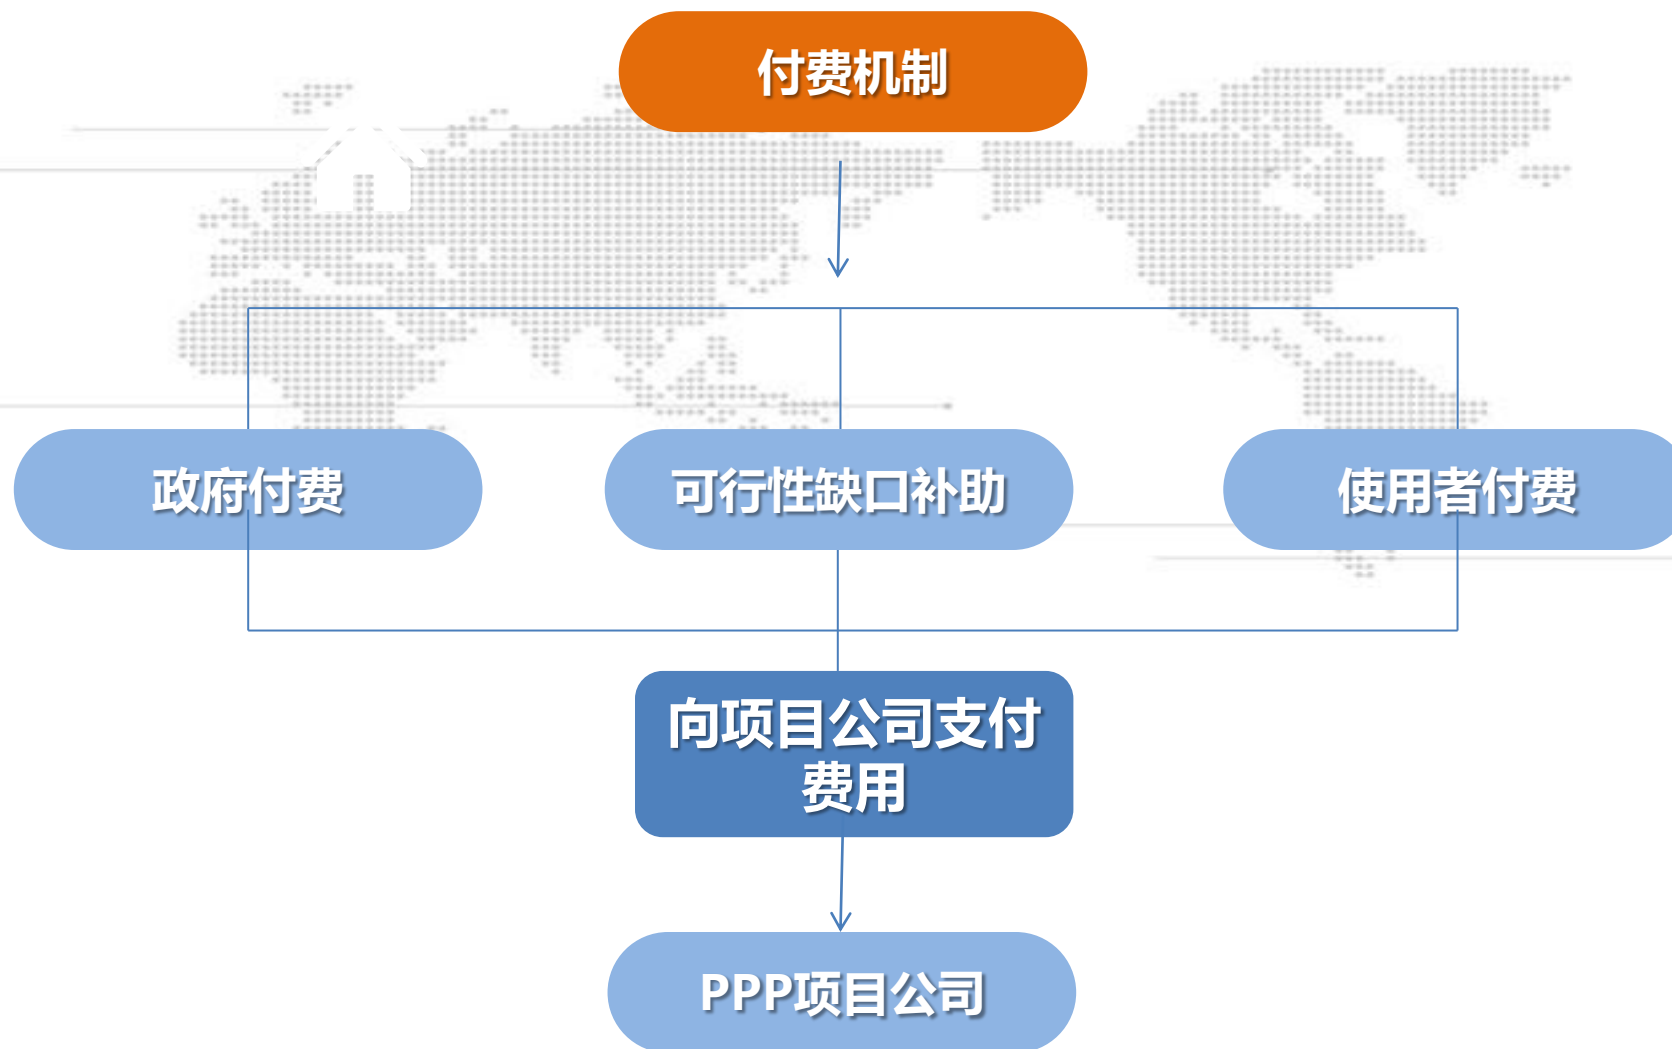 付费机制
政府付费
可行性缺口补助
使用者付费
向项目公司支付
费用
PPP项目公司